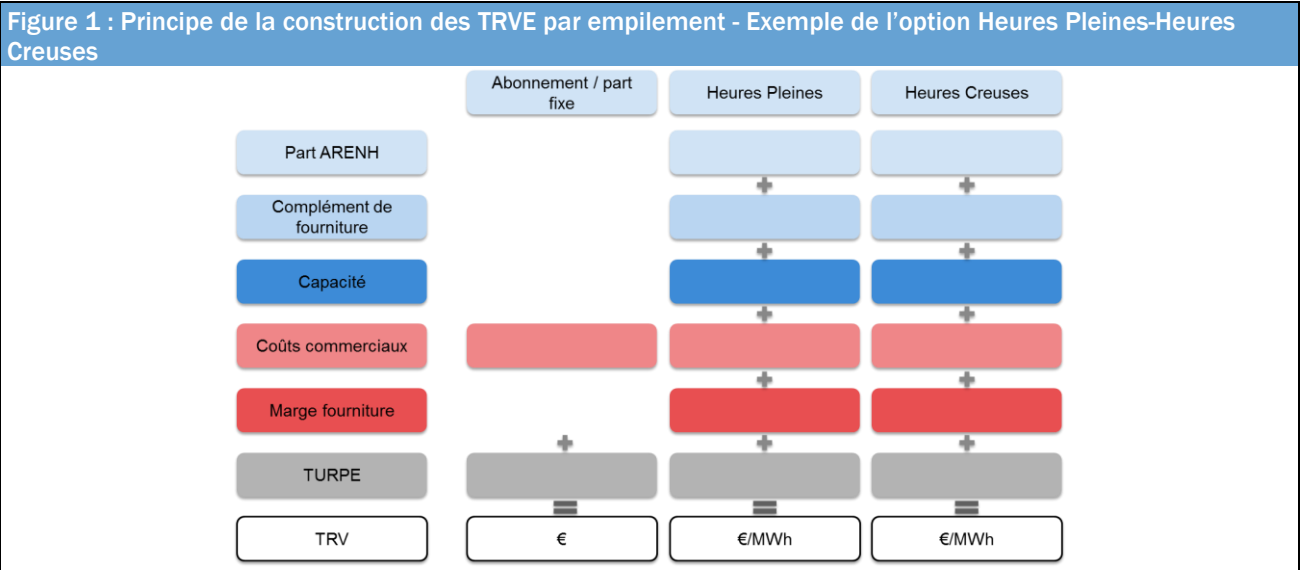 Figure 1 : Principe de la construction des TRVE par empilement - Exemple de l'option Heures Pleines-Heures
Creuses
Abonnement / part
fixe
Heures Pleines
Heures Creuses
Part ARENH
Complément de
fourniture
Capacité
Coûts commerciaux
Marge fourniture
TURPE
TRV
€
€/MWh
€/MWh